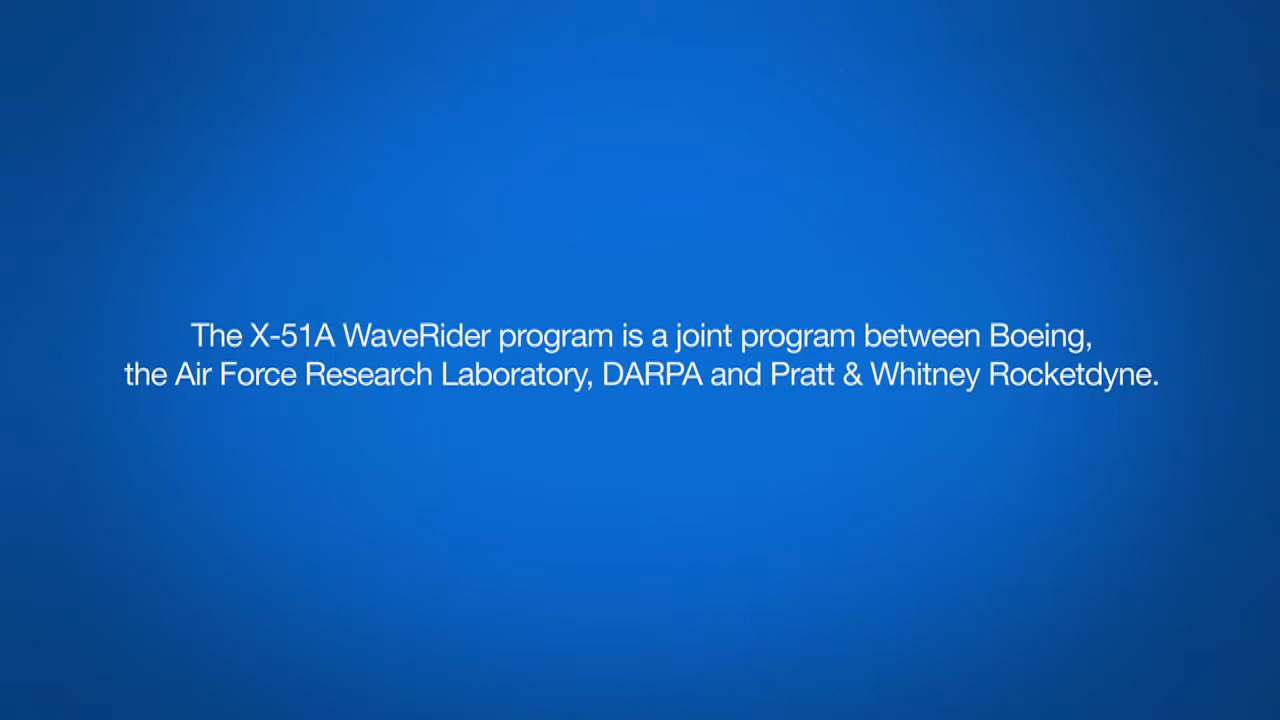 The X-51A WaveRider program is a joint program between Boeing,
the Air Force Research Laboratory, DARPA and Pratt & Whitney Rocketdyne.